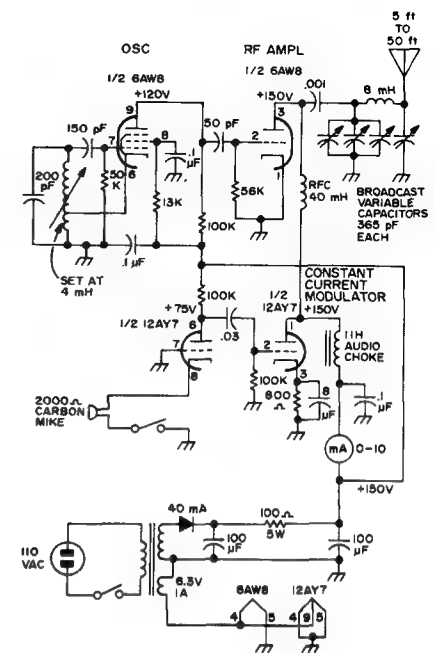 5 ft
TO
50 ft
OSC
RF AMPL
1/2 6AW8
1/2 6AW8
+120V
+150V
.001
8 mH
9
3
150 pF
50 pF
7
8
2
6
1
.1
μF
200
pF
50
K
13K
56K
RFC
40 mH
BROADCAST
VARIABLE
CAPACITORS
365 pF
EACH
100K
.1 μF
SET AT
4 mH
CONSTANT
CURRENT
MODULATOR
100K
+75V
1/2
12AY7
+150V
1/2 12AY7
6
1
11H
AUDIO
CHOKE
7
.03
2
8
3
100K
800
Ω
8
μF
.1
μF
2000Ω
CARBON
MIKE
mA
0-10
+150V
40 mA
100Ω
5W
110
VAC
100
μF
100
μF
6.3V
1A
6AW8
12AY7
4
5
4
9
5